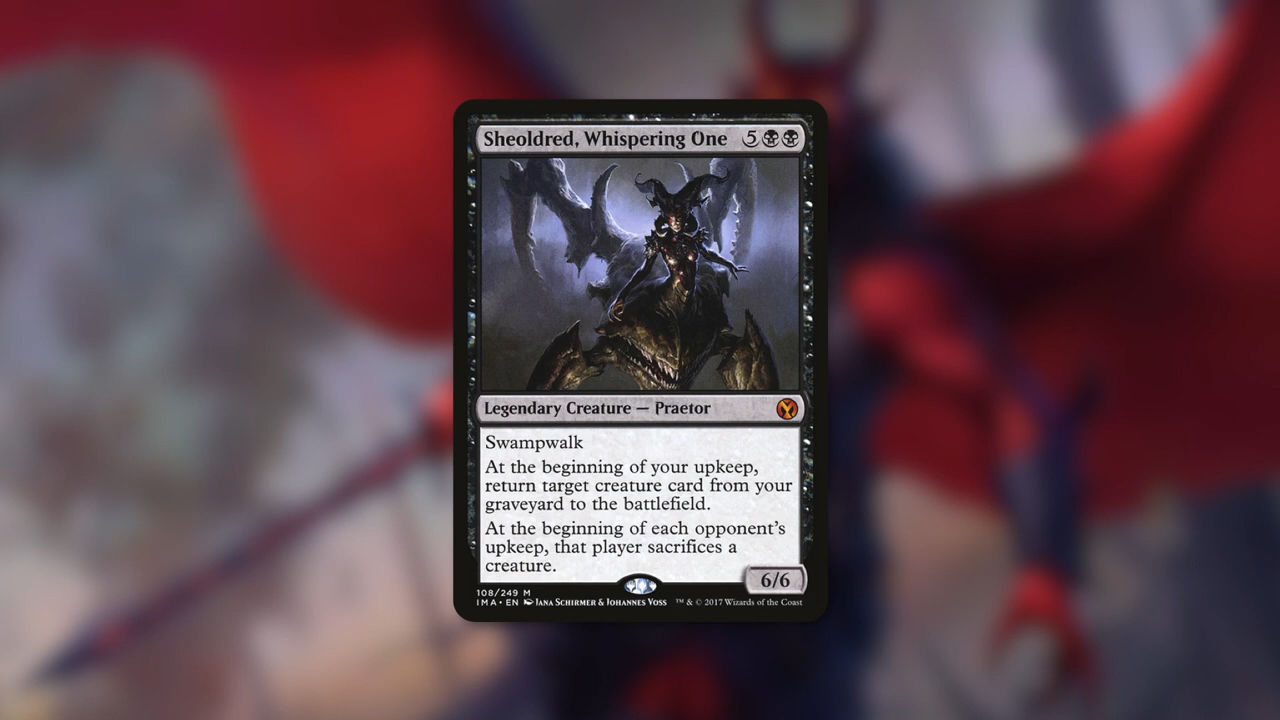 Sheoldred, Whispering One 5
Legendary Creature — Praetor
Swampwalk
At the beginning of your upkeep,
return target creature card from your
graveyard to the battlefield.
At the beginning of each opponent's
upkeep, that player sacrifices a
creature.
6/6
108/249 M
IMA • EN Jana Schirmer & Johannes Voss ™ & © 2017 Wizards of the Coast